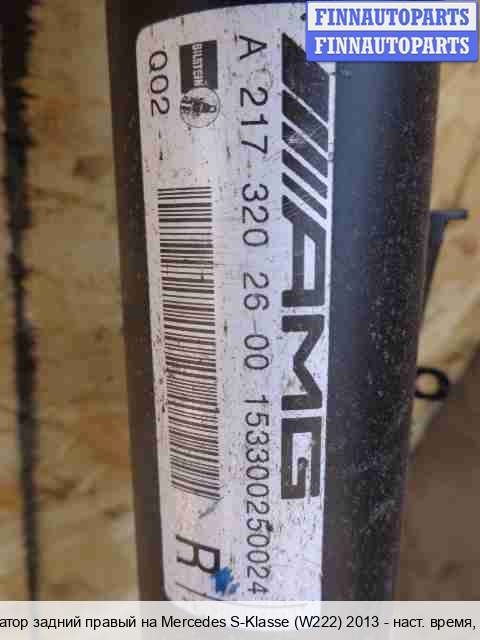 FINNAUTOPARTS
FINNAUTOPARTS
BILSTEIN
Q02
A 217 320 26 00 153300250024
AMG
R
атор задний правый на Mercedes S-Klasse (W222) 2013 - наст. время,